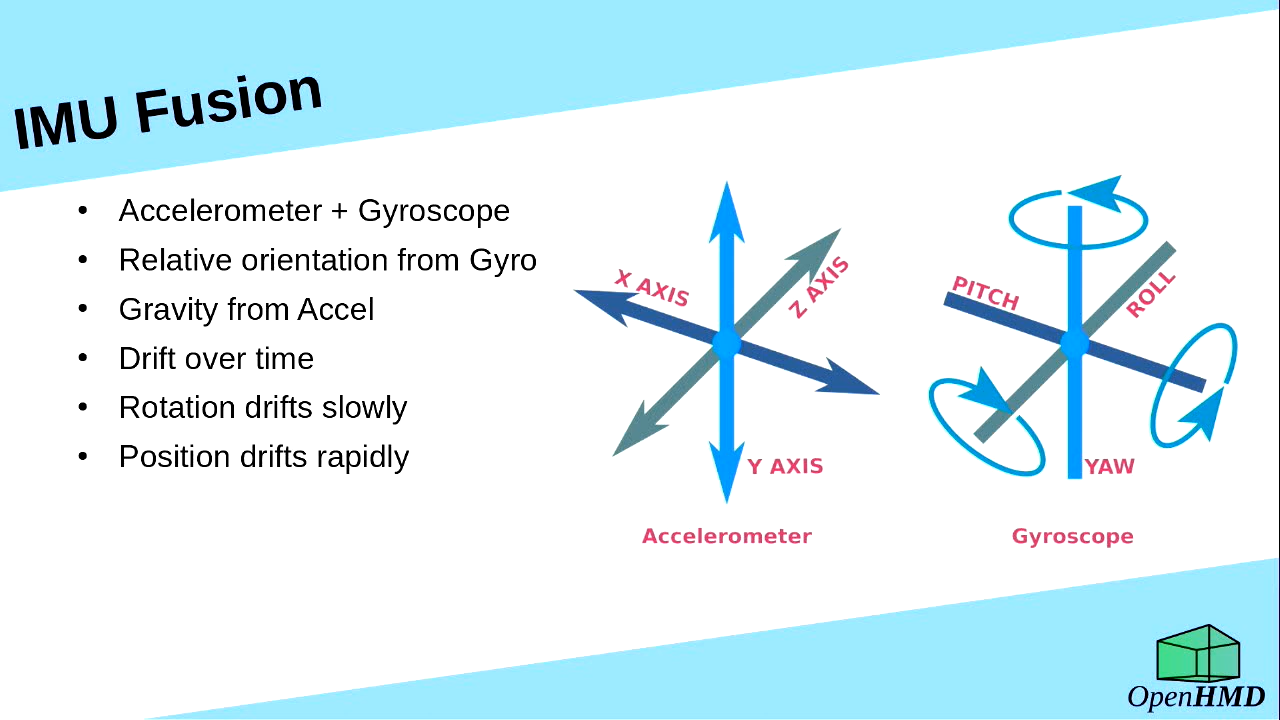 IMU Fusion
• Accelerometer + Gyroscope
• Relative orientation from Gyro
• Gravity from Accel
• Drift over time
• Rotation drifts slowly
• Position drifts rapidly
X AXIS
Z AXIS
Y AXIS
Accelerometer
PITCH
ROLL
YAW
Gyroscope
OpenHMD